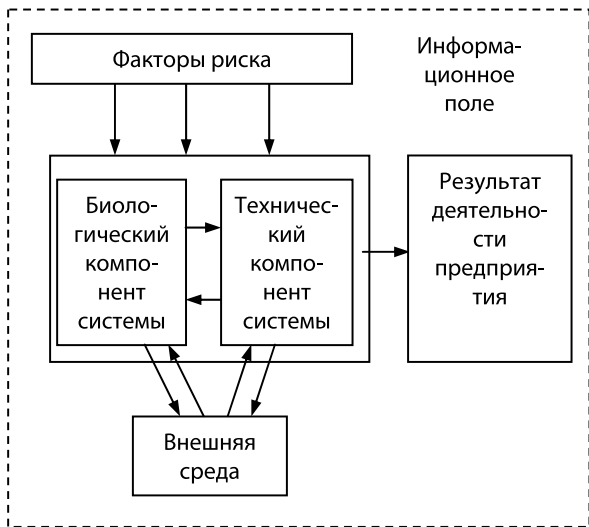 Факторы риска
Информа-
ционное
поле
Биоло-
гический
компо-
нент
системы
Техничес-
кий
компо-
нент
системы
Результат
деятельно-
сти
предприя-
тия
Внешняя
среда